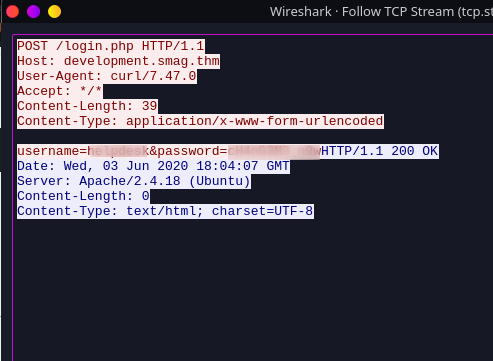 Wireshark · Follow TCP Stream (tcp.st
POST /login.php HTTP/1.1
Host: development.smag.thm
User-Agent: curl/7.47.0
Accept: */*
Content-Length: 39
Content-Type: application/x-www-form-urlencoded
username=helpdesk&password= HTTP/1.1 200 OK
Date: Wed, 03 Jun 2020 18:04:07 GMT
Server: Apache/2.4.18 (Ubuntu)
Content-Length: 0
Content-Type: text/html; charset=UTF-8